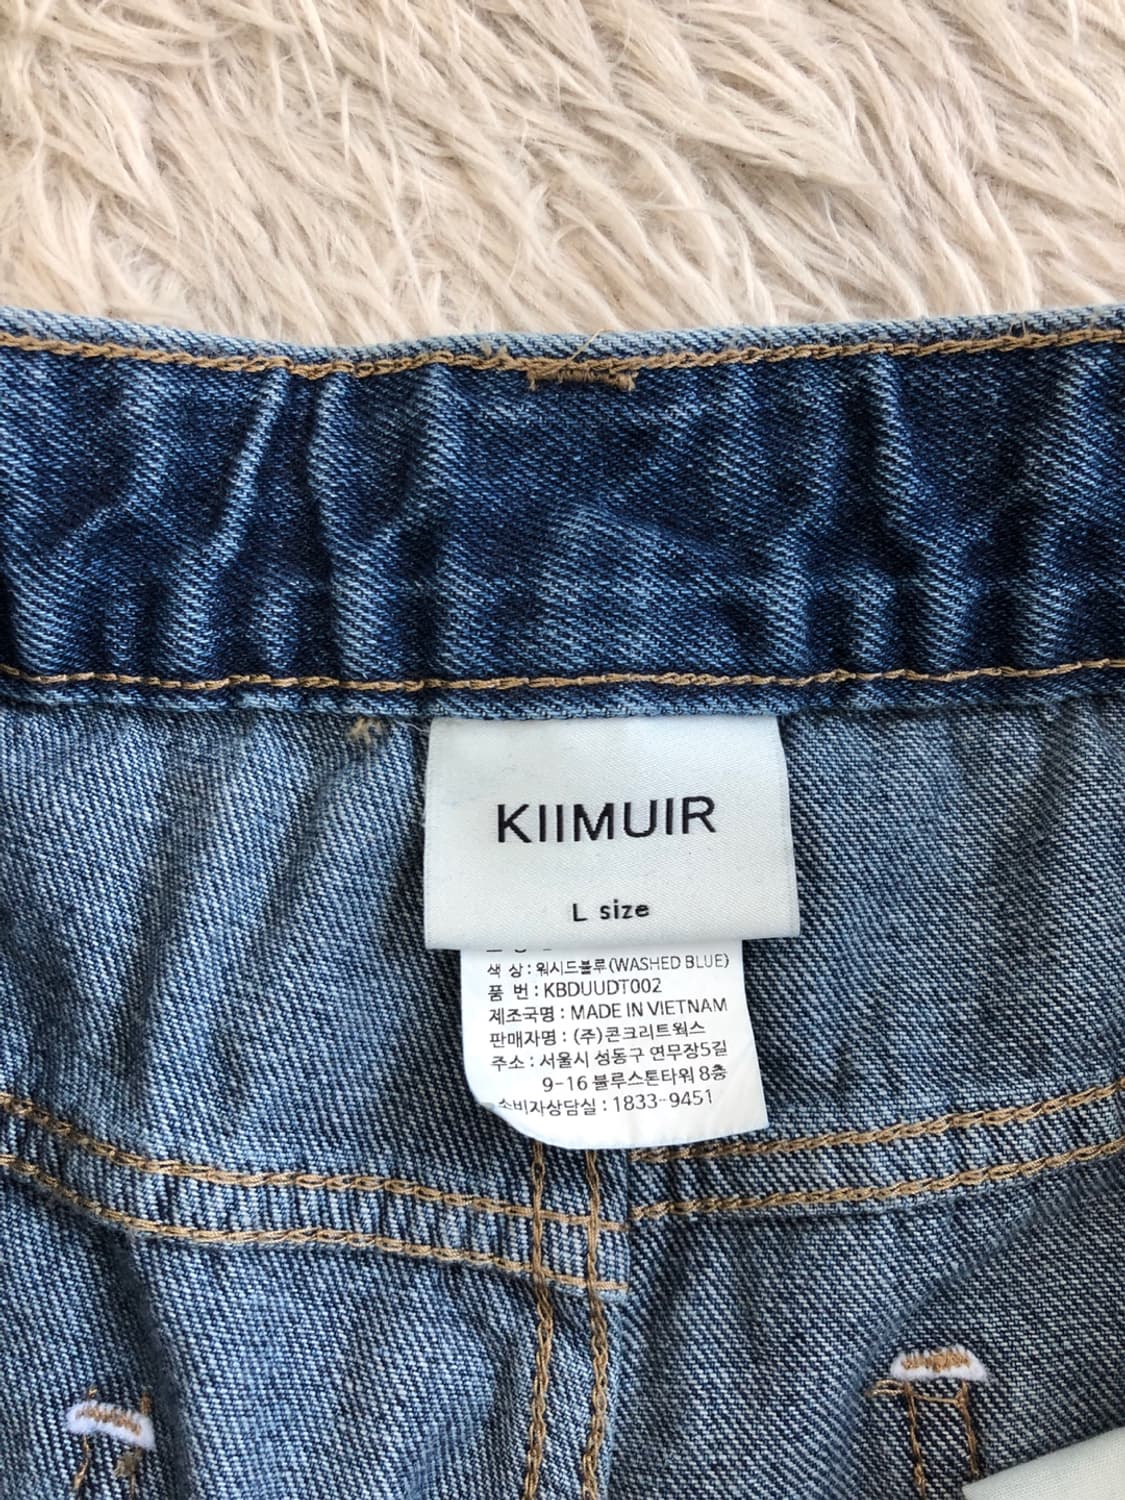 KIIMUIR
L size
색 상 : 워시드블루(WASHED BLUE)
품 번 : KBDUUDT002
제조국명 : MADE IN VIETNAM
판매자명 : (주)콘크리트웍스
주소 : 서울시 성동구 연무장5길
9-16 블루스톤타워 8층
소비자상담실 : 1833-9451